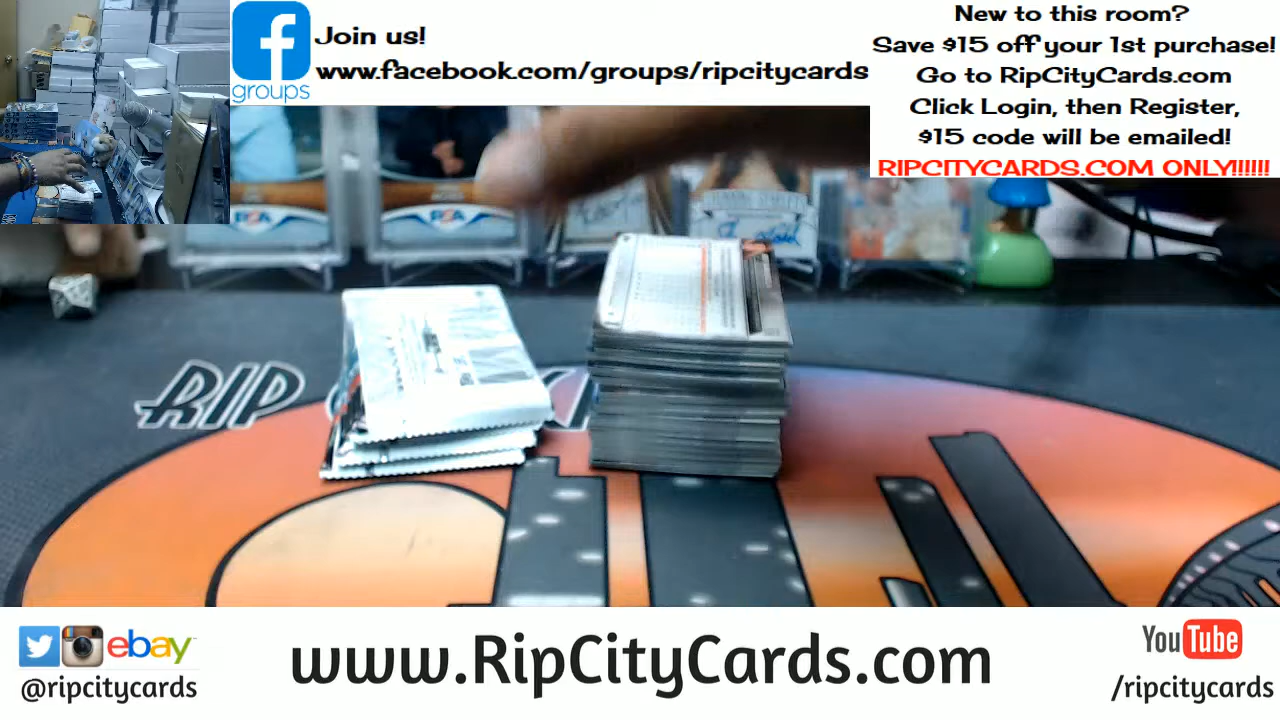 groups
Join us!
www.facebook.com/groups/ripcitycards
New to this room?
Save $15 off your 1st purchase!
Go to RipCityCards.com
Click Login, then Register,
$15 code will be emailed!
RIPCITYCARDS.COM ONLY!!!!!!
PSA
PSA
RIP
ebay
@ripcitycards
www.RipCityCards.com
YouTube
/ripcitycards